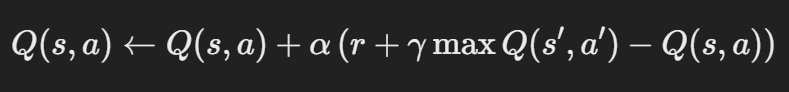 Q(s, a) ← Q(s, a) + α (r + γ max Q(s′, a′) − Q(s, a))